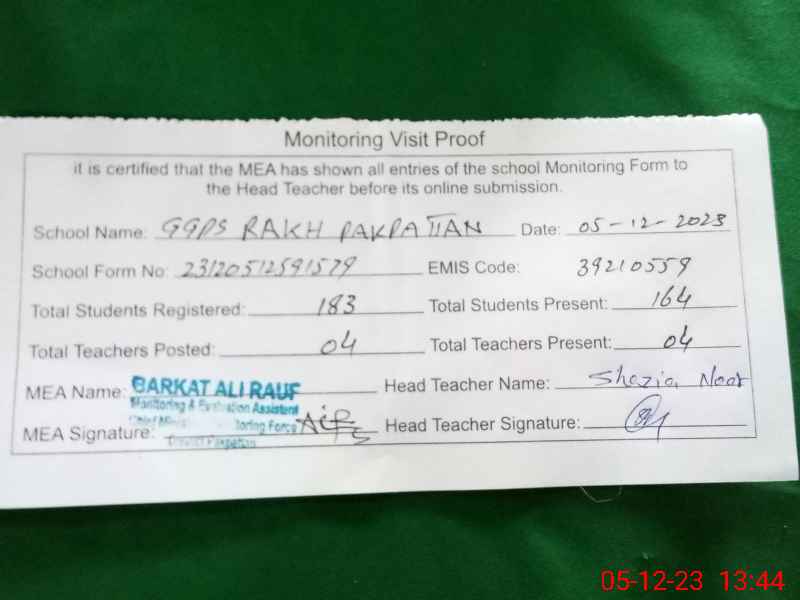 Monitoring Visit Proof
it is certified that the MEA has shown all entries of the school Monitoring Form to
the Head Teacher before its online submission.
School Name: GGPS RAKH PAKPATTAN Date: 05-12-2023
School Form No: 23120512591579 EMIS Code: 39210559
Total Students Registered: 183 Total Students Present: 164
Total Teachers Posted: 04 Total Teachers Present: 04
MEA Name: BARKAT ALI RAUF Head Teacher Name: Shazia Noor
Monitoring & Evaluation Assistant
MEA Signature: Head Teacher Signature:
toring Force
05-12-23 13:44